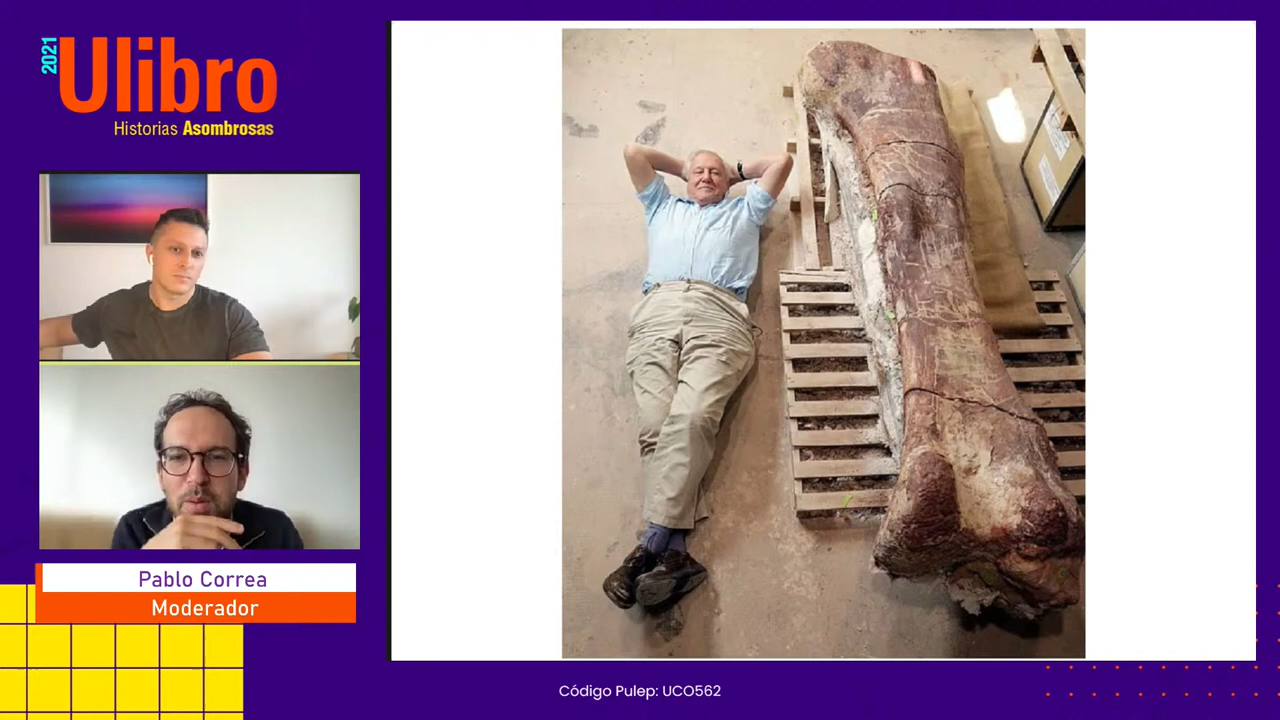 2021
Ulibro
Historias Asombrosas
Pablo Correa
Moderador
Código Pulep: UCO562